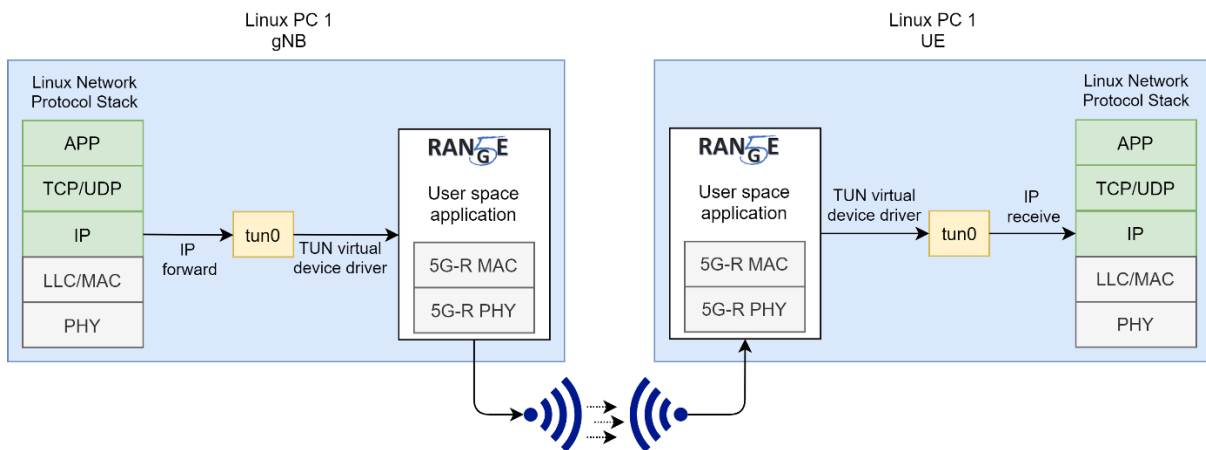 Linux PC 1
gNB
Linux Network
Protocol Stack
APP
TCP/UDP
IP
LLC/MAC
PHY
IP
forward
tun0
TUN virtual
device driver
RAN5GE
User space
application
5G-R MAC
5G-R PHY
Linux PC 1
UE
RAN5GE
User space
application
5G-R MAC
5G-R PHY
TUN virtual
device driver
tun0
IP
receive
Linux Network
Protocol Stack
APP
TCP/UDP
IP
LLC/MAC
PHY